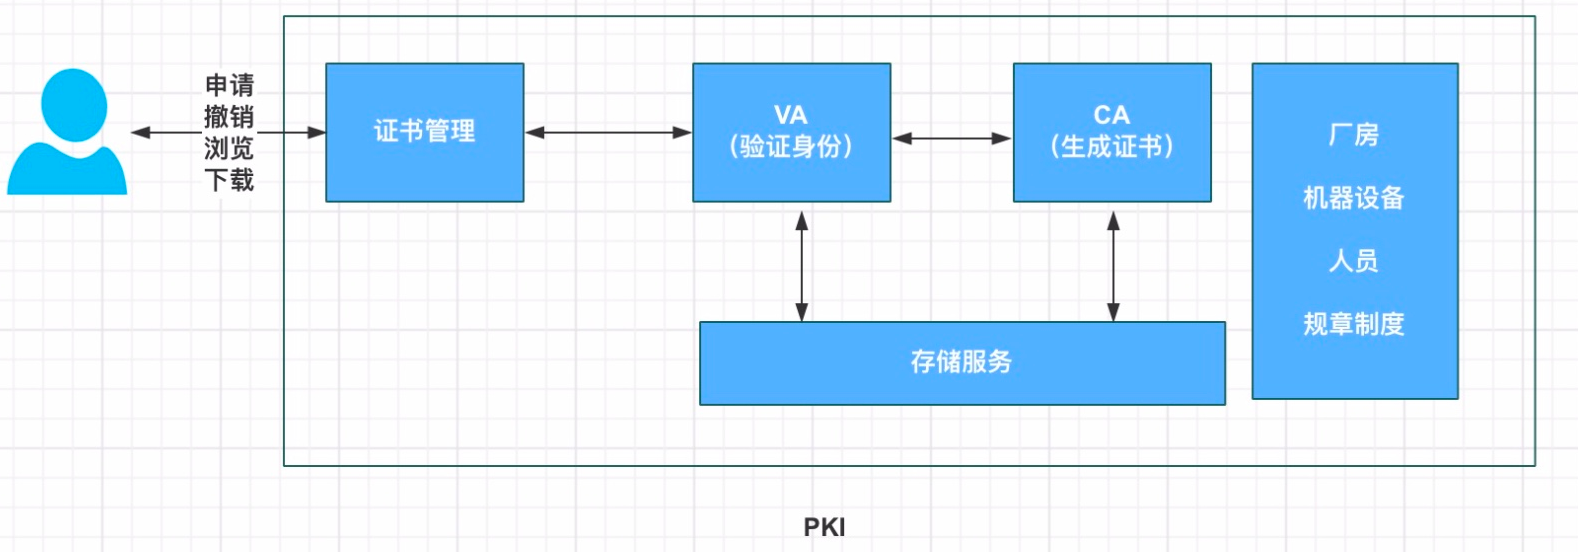 申请
撤销
浏览
下载
证书管理
VA
（验证身份）
CA
（生成证书）
厂房
机器设备
人员
规章制度
存储服务
PKI